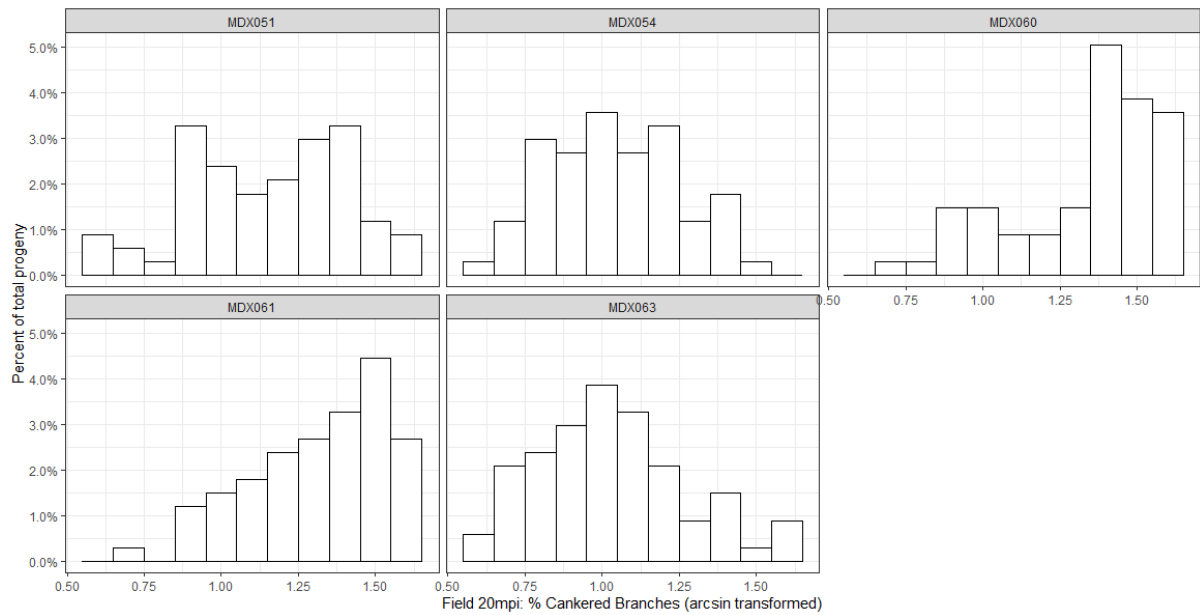 MDX051 MDX054 MDX060
5.0%
4.0%
3.0%
2.0%
1.0%
0.0%
0.50 0.75 1.00 1.25 1.50
MDX061 MDX063
5.0%
4.0%
3.0%
2.0%
1.0%
0.0%
0.50 0.75 1.00 1.25 1.50 0.50 0.75 1.00 1.25 1.50
Percent of total progeny
Field 20mpi: % Cankered Branches (arcsin transformed)